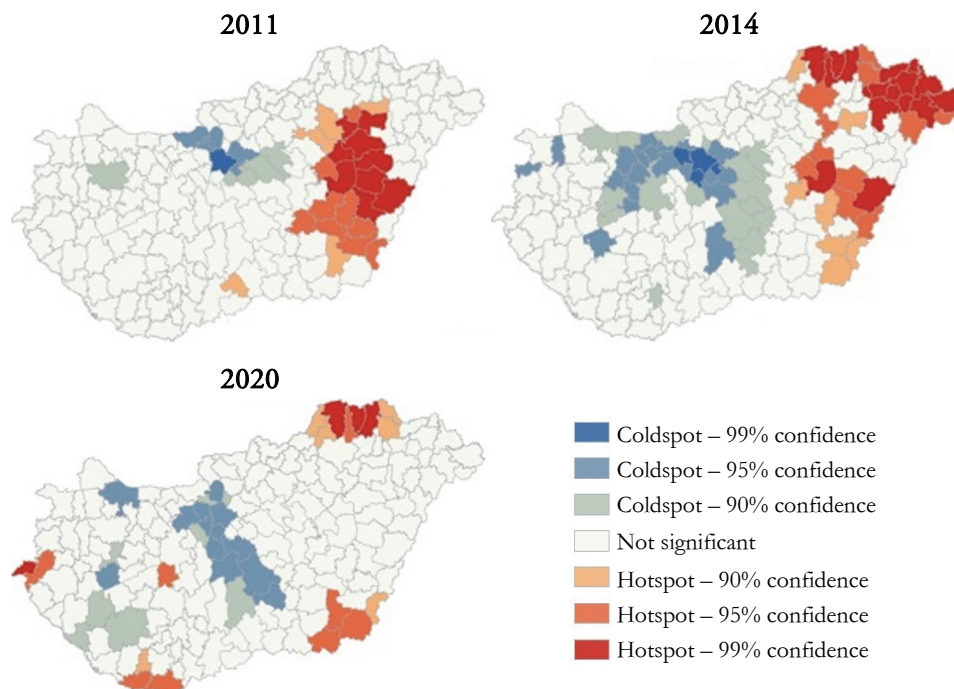 2011
2014
2020
Coldspot – 99% confidence
Coldspot – 95% confidence
Coldspot – 90% confidence
Not significant
Hotspot – 90% confidence
Hotspot – 95% confidence
Hotspot – 99% confidence